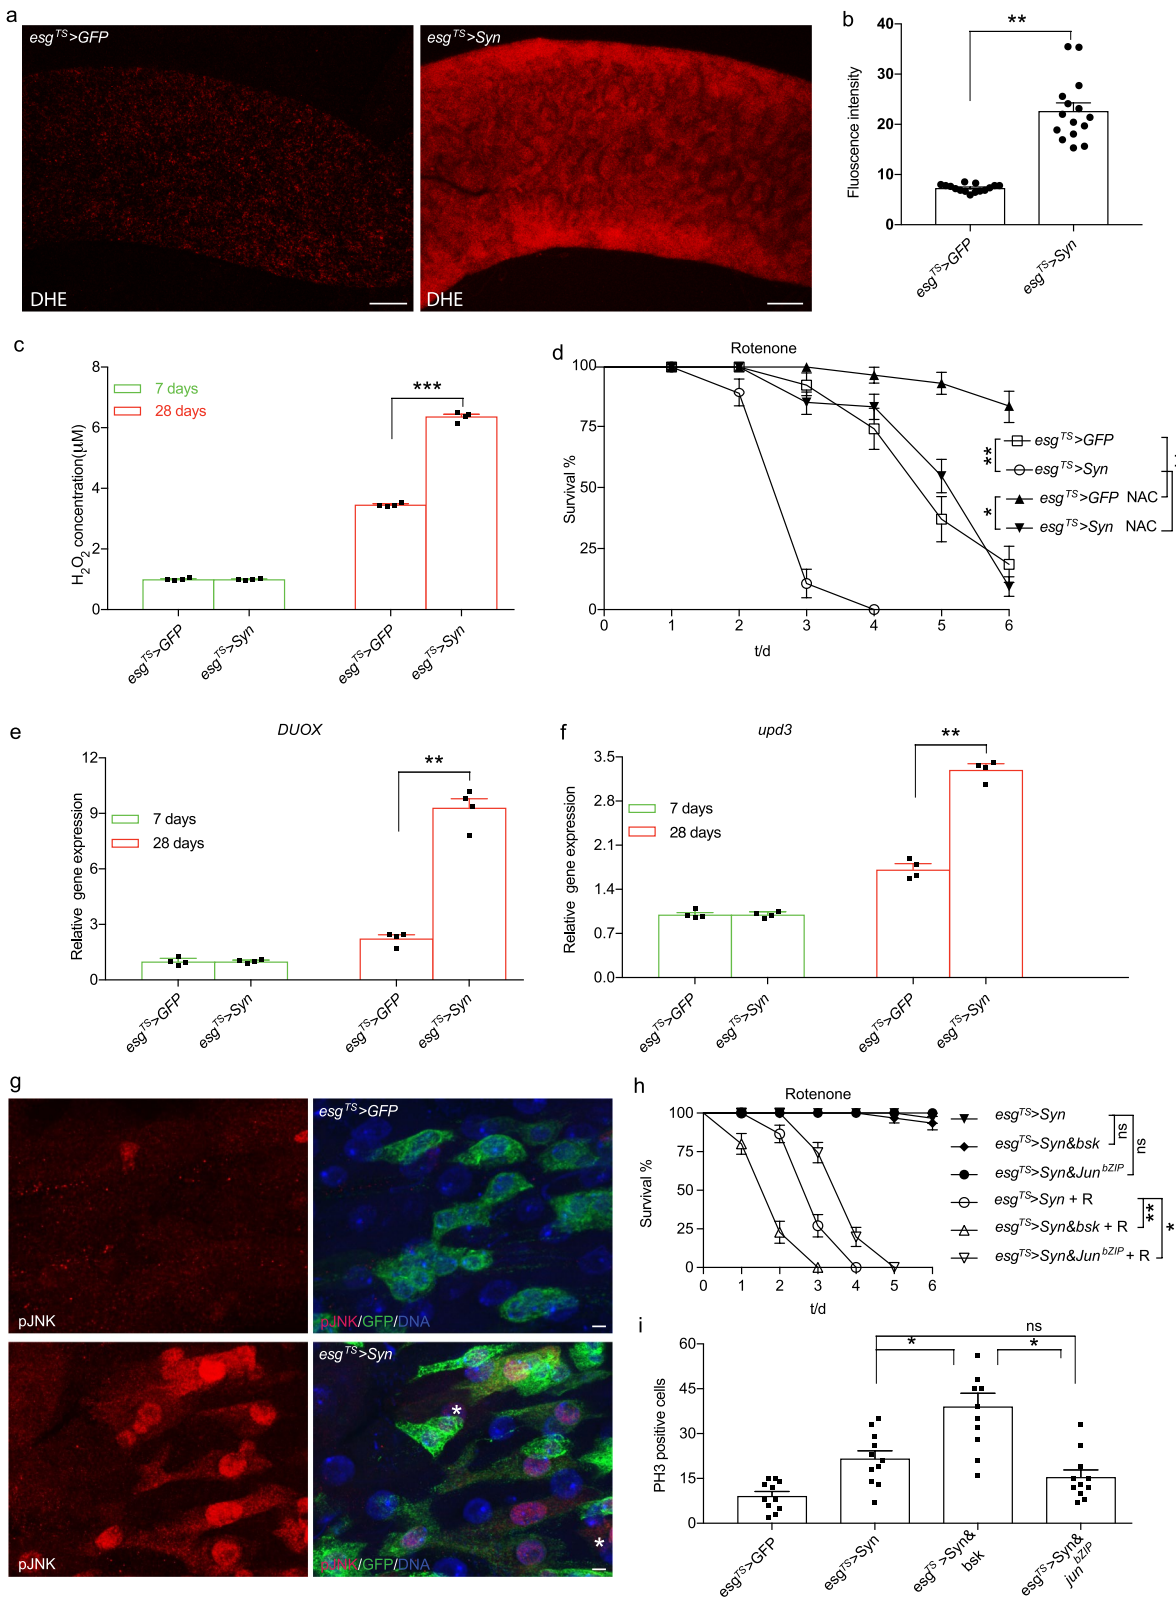 a
esgTS>GFP
DHE
esgTS>Syn
DHE
b
**
Fluoscence intensity
40
30
20
10
0
esgTS>GFP
esgTS>Syn
c
H2O2 concentration(μM)
8
6
4
2
0
7 days
28 days
***
esgTS>GFP
esgTS>Syn
esgTS>GFP
esgTS>Syn
d
Rotenone
Survival %
100
75
50
25
0
0 1 2 3 4 5 6
t/d
esgTS>GFP
esgTS>Syn
esgTS>GFP NAC
esgTS>Syn NAC
**
*
e
DUOX
Relative gene expression
12
9
6
3
0
7 days
28 days
**
esgTS>GFP
esgTS>Syn
esgTS>GFP
esgTS>Syn
f
upd3
Relative gene expression
3.5
2.8
2.1
1.4
0.7
0.0
7 days
28 days
**
esgTS>GFP
esgTS>Syn
esgTS>GFP
esgTS>Syn
g
pJNK
esgTS>GFP
pJNK/GFP/DNA
pJNK
esgTS>Syn
*
*
pJNK/GFP/DNA
h
Rotenone
Survival %
100
75
50
25
0
0 1 2 3 4 5 6
t/d
esgTS>Syn
esgTS>Syn&bsk
esgTS>Syn&JunbZIP
esgTS>Syn + R
esgTS>Syn&bsk + R
esgTS>Syn&JunbZIP + R
ns
ns
**
*
i
PH3 positive cells
60
45
30
15
0
*
ns
*
esgTS>GFP
esgTS>Syn
esgTS>Syn&
bsk
esgTS>Syn&
junbZIP